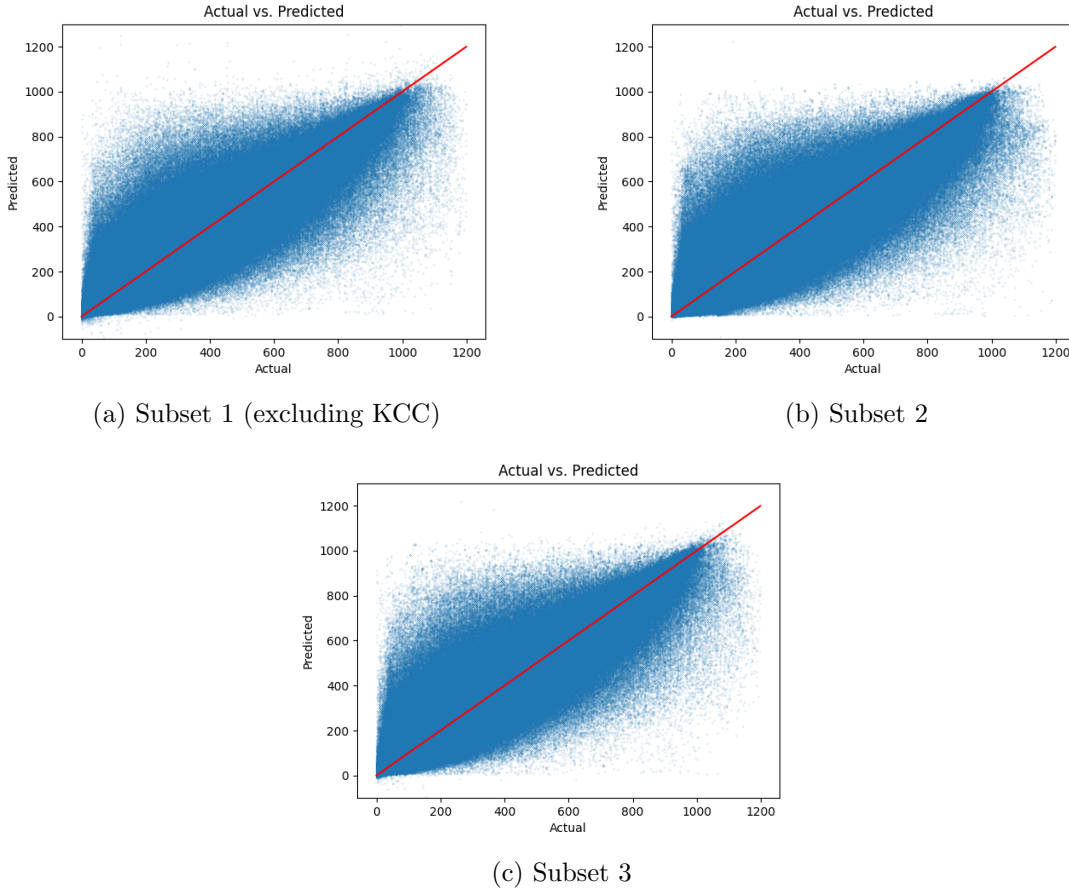 Actual vs. Predicted
1200
1000
800
600
400
200
0
Predicted
0 200 400 600 800 1000 1200
Actual
(a) Subset 1 (excluding KCC)
Actual vs. Predicted
1200
1000
800
600
400
200
0
Predicted
0 200 400 600 800 1000 1200
Actual
(b) Subset 2
Actual vs. Predicted
1200
1000
800
600
400
200
0
Predicted
0 200 400 600 800 1000 1200
Actual
(c) Subset 3